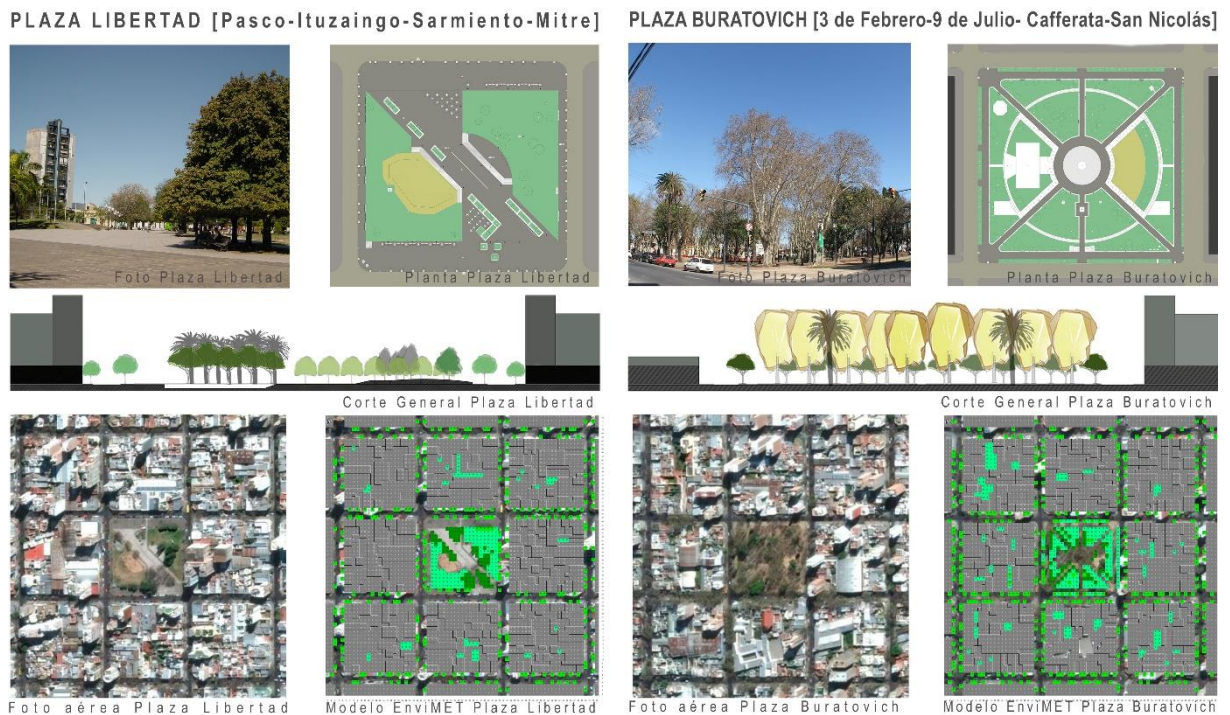 PLAZA LIBERTAD [Pasco-Ituzaingo-Sarmiento-Mitre]
Foto Plaza Libertad
Planta Plaza Libertad
Corte General Plaza Libertad
Foto aérea Plaza Libertad
Modelo EnviMET Plaza Libertad
PLAZA BURATOVICH [3 de Febrero-9 de Julio- Cafferata-San Nicolás]
Foto Plaza Buratovich
Planta Plaza Buratovich
Corte General Plaza Buratovich
Foto aérea Plaza Buratovich
Modelo EnviMET Plaza Buratovich